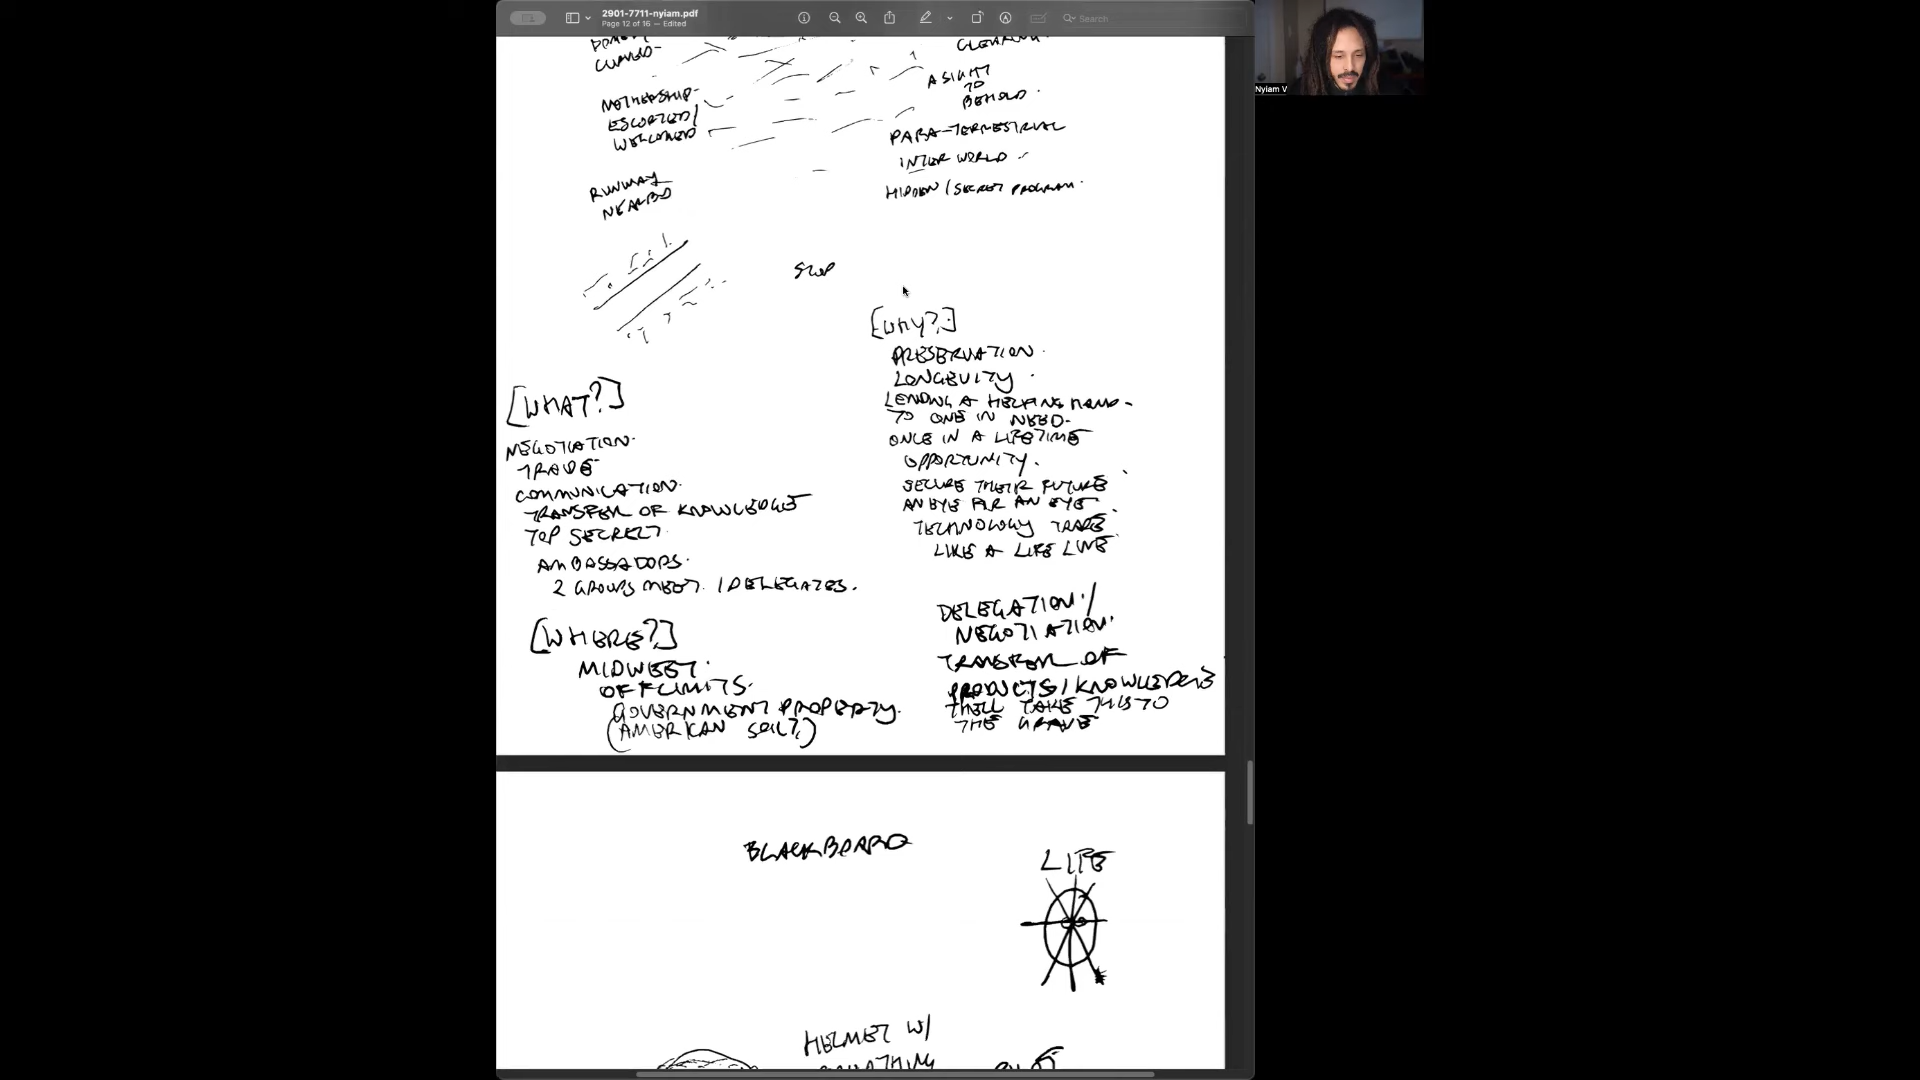 2901-7711-nyiam.pdf
Page 12 of 16 — Edited
Search
Nyiam V
MOTHERSHIP-
ESCORTED/
WELCOMED
RUNWAY
NEARBY
A SIGHT
TO
BEHOLD.
PARA-TERRESTRIAL
INTER WORLD
HIDDEN/SECRET PROGRAM.
[WHAT?]
NEGOTIATION.
TRADE
COMMUNICATION.
TRANSFER OF KNOWLEDGE
TOP SECRET.
AMBASSADORS.
2 GROUPS MEET. /DELEGATES.
[WHERE?]
MIDWEST.
OFF LIMITS.
GOVERNMENT PROPERTY.
(AMERICAN SOIL?)
[WHY?]
PRESERVATION.
LONGEVITY.
LENDING A HELPING HAND-
TO ONE IN NEED-
ONCE IN A LIFETIME
OPPORTUNITY.
SECURE THEIR FUTURE
AN EYE FOR AN EYE
TECHNOLOGY TRADE
LIKE A LIFE LINE
DELEGATION/
NEGOTIATION.
TRANSFER OF
PRODUCTS/KNOWLEDGE
THEY'LL TAKE THIS TO
THE GRAVE
BLACKBOARD
LIFE
HELMET W/